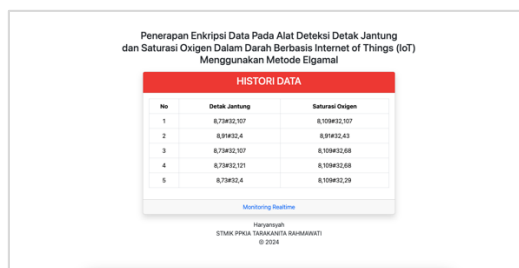 Penerapan Enkripsi Data Pada Alat Deteksi Detak Jantung
dan Saturasi Oxigen Dalam Darah Berbasis Internet of Things (IoT)
Menggunakan Metode Elgamal
HISTORI DATA
No Detak Jantung Saturasi Oxigen
1 8,73#32,107 8,109#32,107
2 8,91#32,4 8,91#32,43
3 8,73#32,107 8,109#32,68
4 8,73#32,121 8,109#32,68
5 8,73#32,4 8,109#32,29
Monitoring Realtime
Haryansyah
STMIK PPKIA TARAKANITA RAHMAWATI
© 2024